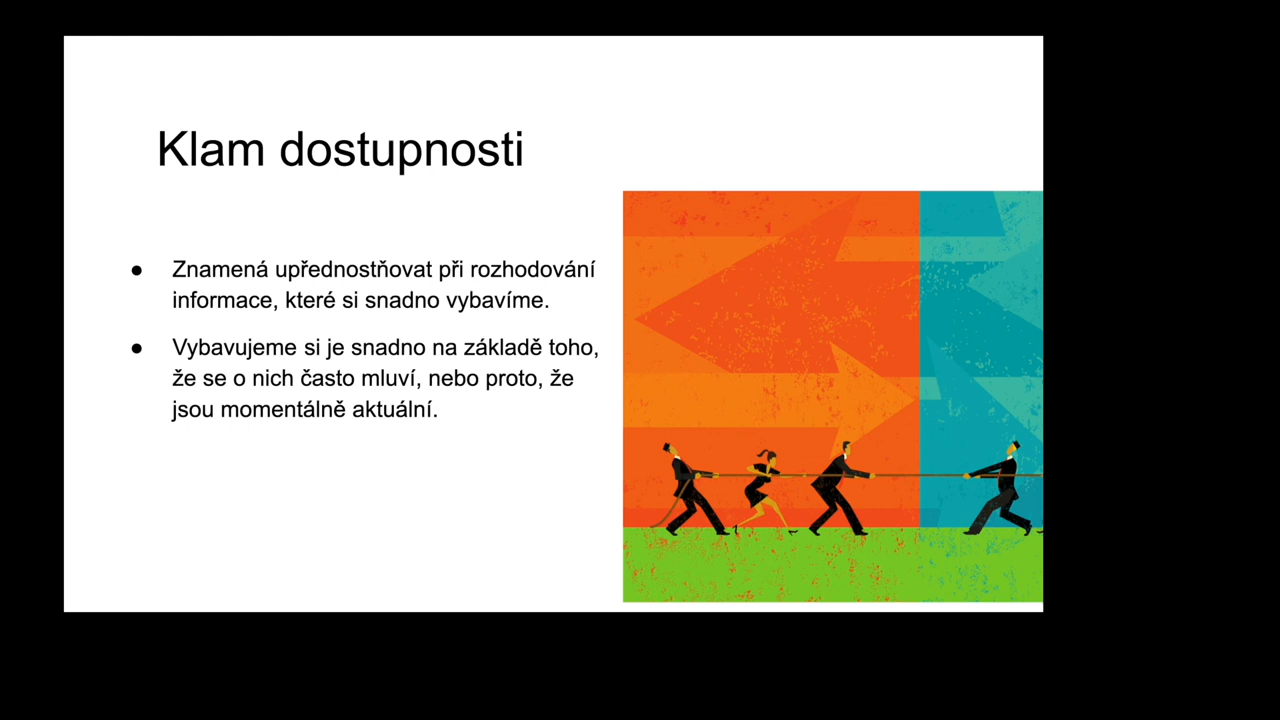 Klam dostupnosti
● Znamená upřednostňovat při rozhodování
informace, které si snadno vybavíme.
● Vybavujeme si je snadno na základě toho,
že se o nich často mluví, nebo proto, že
jsou momentálně aktuální.